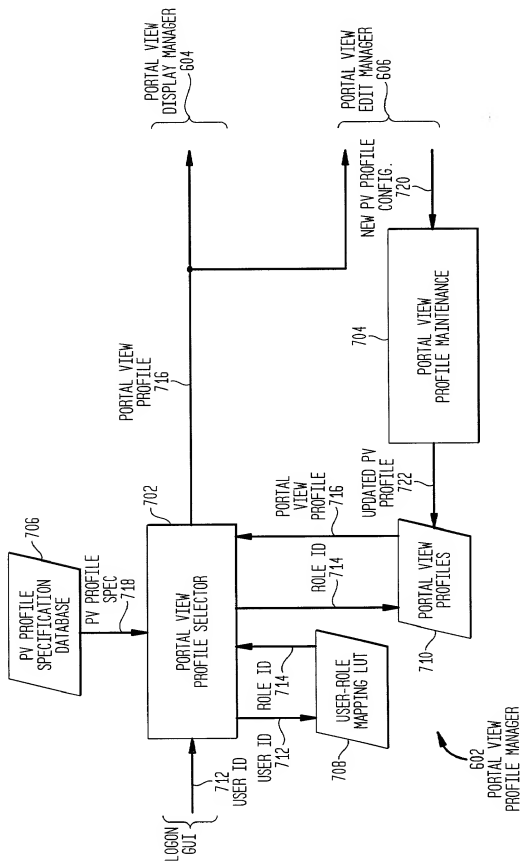 706
PV PROFILE
SPECIFICATION
DATABASE
PV PROFILE
SPEC
718
LOGON
GUI
712
USER ID
702
PORTAL VIEW
PROFILE SELECTOR
PORTAL VIEW
PROFILE
716
PORTAL VIEW
DISPLAY MANAGER
604
USER ID
712
ROLE ID
714
ROLE ID
714
PORTAL
VIEW
PROFILE
716
USER-ROLE
MAPPING LUT
708
PORTAL VIEW
PROFILES
710
UPDATED PV
PROFILE
722
704
PORTAL VIEW
PROFILE MAINTENANCE
NEW PV PROFILE
CONFIG.
720
PORTAL VIEW
EDIT MANAGER
606
602
PORTAL VIEW
PROFILE MANAGER